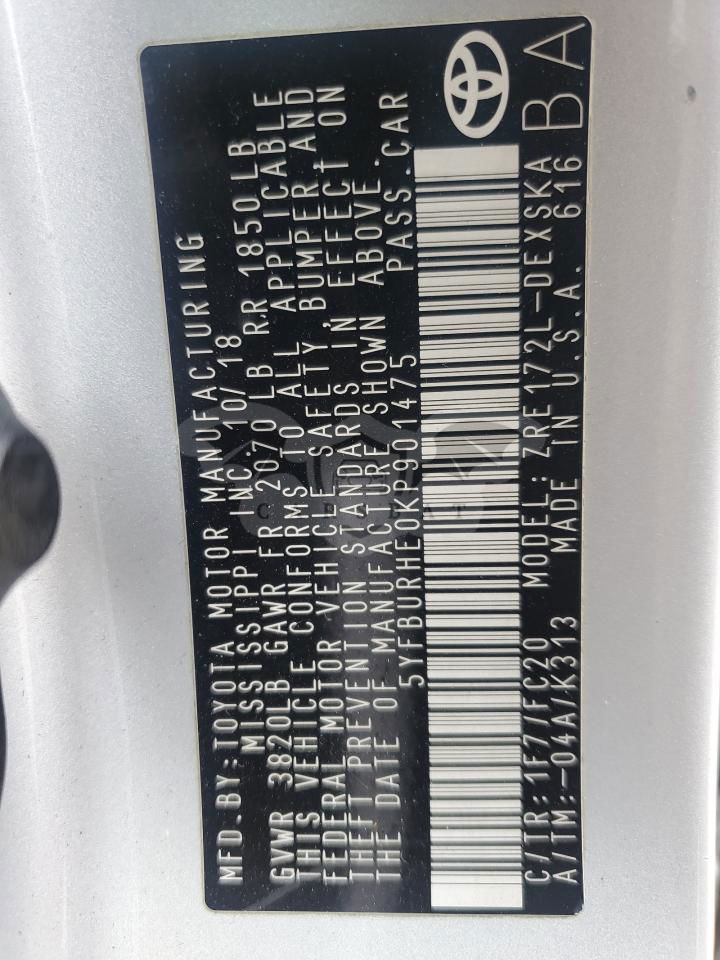 MFD.BY:TOYOTA MOTOR MANUFACTURING
MISSISSIPPI INC 10/18
GVWR 3820LB GAWR FR 2070LB RR 1850LB
THIS VEHICLE CONFORMS TO ALL APPLICABLE
FEDERAL MOTOR VEHICLE SAFETY, BUMPER AND
THEFT PREVENTION STANDARDS IN EFFECT ON
THE DATE OF MANUFACTURE SHOWN ABOVE.
5YFBURHE0KP901475 PASS.CAR
C/TR:1F7/FC20 MODEL:ZRE172L-DEXSKA
A/TM:-04A/K313 MADE IN U.S.A. 616 BA